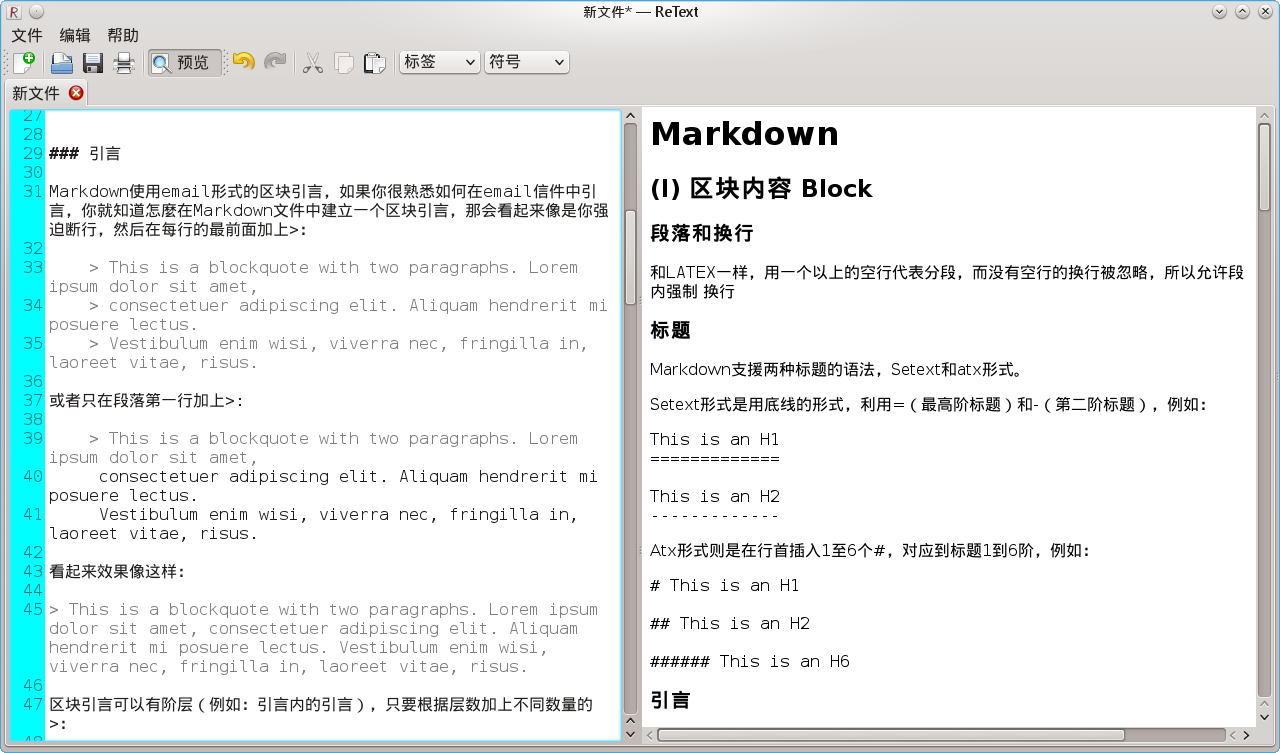 新文件* — ReText
文件 编辑 帮助
预览 标签 符号
新文件
27
28
29 ### 引言
30
31 Markdown使用email形式的区块引言，如果你很熟悉如何在email信件中引
言，你就知道怎麼在Markdown文件中建立一个区块引言，那会看起来像是你强
迫断行，然后在每行的最前面加上>:
32
33 > This is a blockquote with two paragraphs. Lorem
ipsum dolor sit amet,
34 > consectetuer adipiscing elit. Aliquam hendrerit mi
posuere lectus.
35 > Vestibulum enim wisi, viverra nec, fringilla in,
laoreet vitae, risus.
36
37 或者只在段落第一行加上>:
38
39 > This is a blockquote with two paragraphs. Lorem
ipsum dolor sit amet,
40 consectetuer adipiscing elit. Aliquam hendrerit mi
posuere lectus.
41 Vestibulum enim wisi, viverra nec, fringilla in,
laoreet vitae, risus.
42
43 看起来效果像这样:
44
45 > This is a blockquote with two paragraphs. Lorem ipsum
dolor sit amet, consectetuer adipiscing elit. Aliquam
hendrerit mi posuere lectus. Vestibulum enim wisi,
viverra nec, fringilla in, laoreet vitae, risus.
46
47 区块引言可以有阶层（例如: 引言内的引言），只要根据层数加上不同数量的
>:
48
Markdown
(I) 区块内容 Block
段落和换行
和LATEX一样，用一个以上的空行代表分段，而没有空行的换行被忽略，所以允许段
内强制 换行
标题
Markdown支援两种标题的语法，Setext和atx形式。
Setext形式是用底线的形式，利用=（最高阶标题）和-（第二阶标题），例如:
This is an H1
=============
This is an H2
-------------
Atx形式则是在行首插入1至6个#，对应到标题1到6阶，例如:
# This is an H1
## This is an H2
###### This is an H6
引言